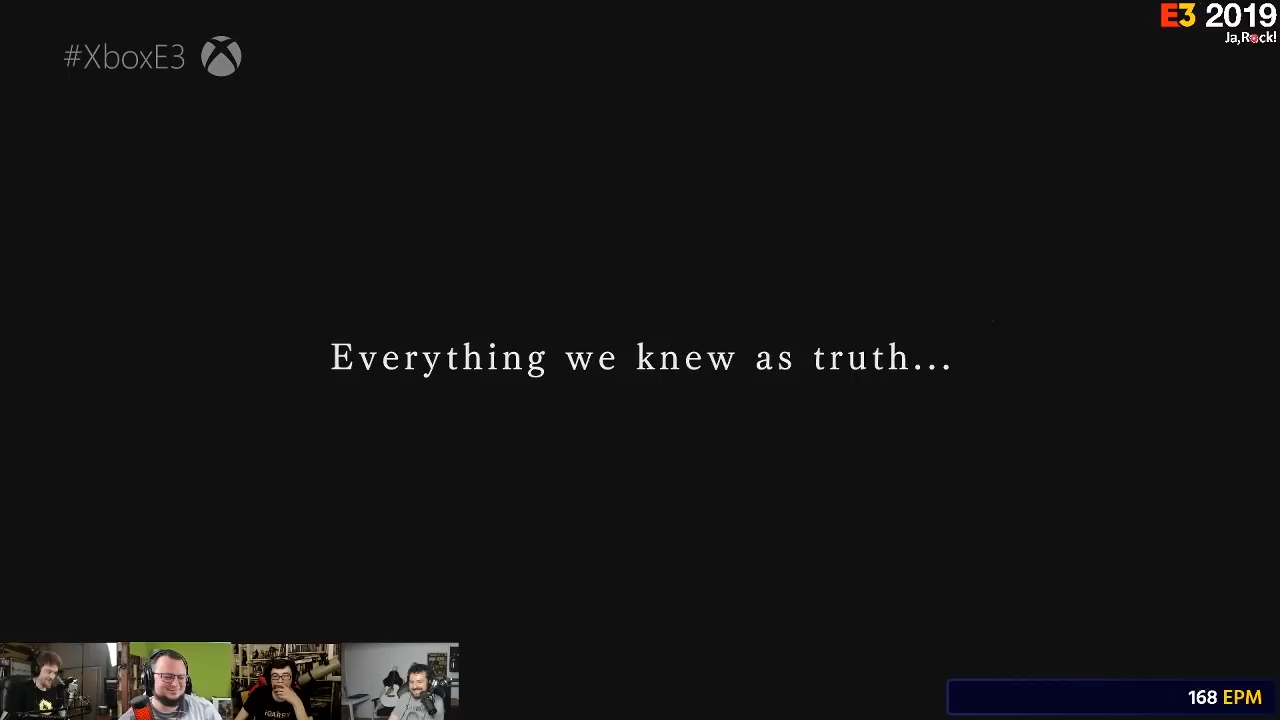 #XboxE3
E3 2019
Ja,Rock!
Everything we knew as truth...
168 EPM